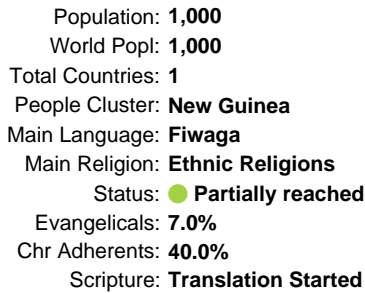 Population: 1,000
World Popl: 1,000
Total Countries: 1
People Cluster: New Guinea
Main Language: Fiwaga
Main Religion: Ethnic Religions
Status: Partially reached
Evangelicals: 7.0%
Chr Adherents: 40.0%
Scripture: Translation Started